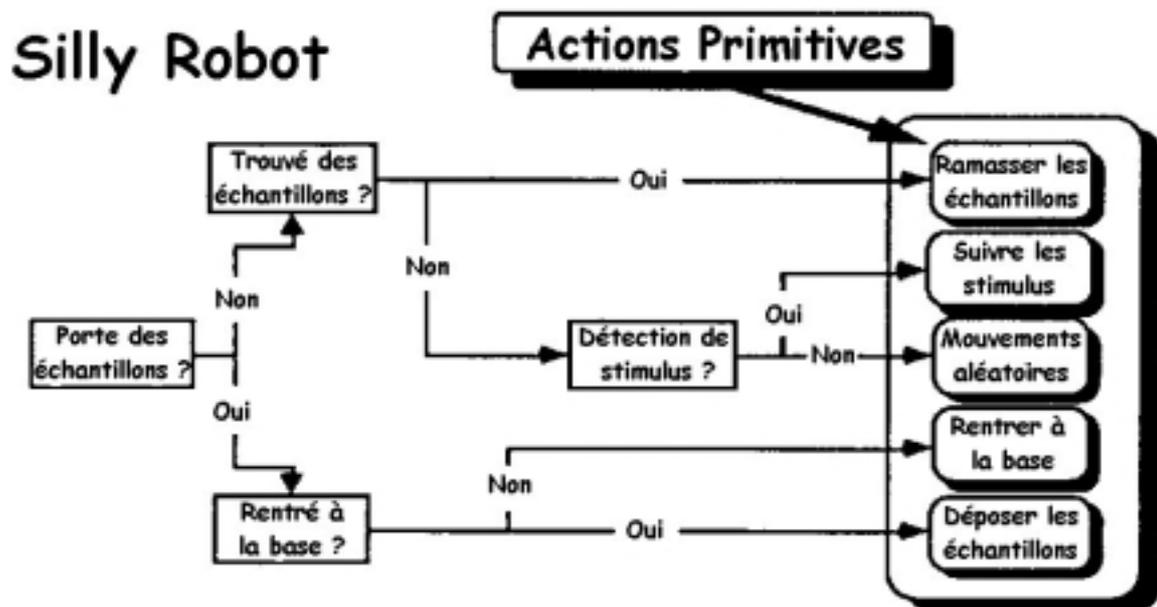 Silly Robot
Actions Primitives
Trouvé des
échantillons ?
Oui
Ramasser les
échantillons
Non
Non
Suivre les
stimulus
Oui
Porte des
échantillons ?
Détection de
stimulus ?
Non
Mouvements
aléatoires
Oui
Rentrer à
la base
Non
Rentré à
la base ?
Oui
Déposer les
échantillons